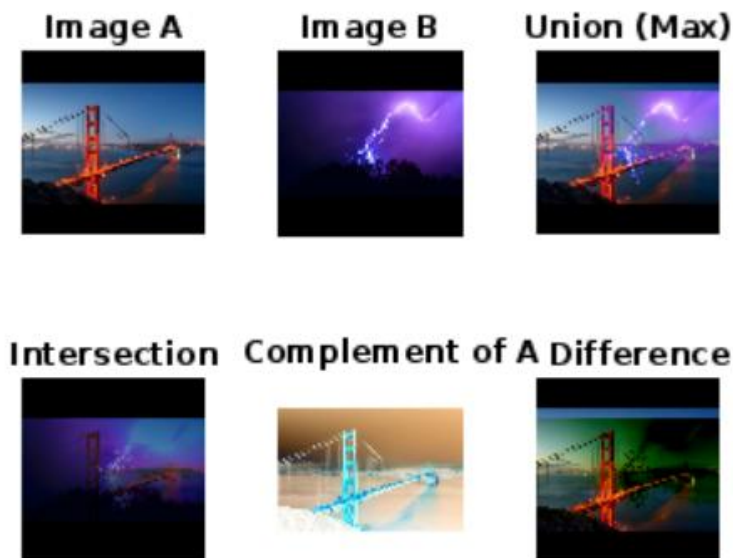 Image A Image B Union (Max)
Intersection Complement of A Difference